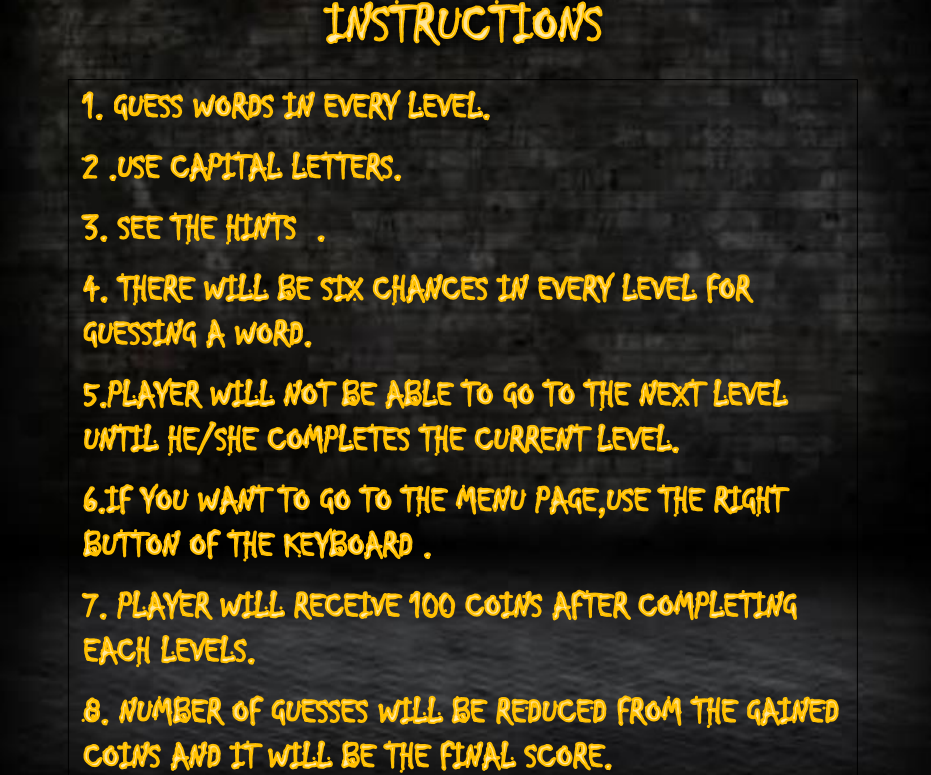 INSTRUCTIONS
1. GUESS WORDS IN EVERY LEVEL.
2 .USE CAPITAL LETTERS.
3. SEE THE HINTS  .
4. THERE WILL BE SIX CHANCES IN EVERY LEVEL FOR
GUESSING A WORD.
5.PLAYER WILL NOT BE ABLE TO GO TO THE NEXT LEVEL
UNTIL HE/SHE COMPLETES THE CURRENT LEVEL.
6.IF YOU WANT TO GO TO THE MENU PAGE,USE THE RIGHT
BUTTON OF THE KEYBOARD .
7. PLAYER WILL RECEIVE 100 COINS AFTER COMPLETING
EACH LEVELS.
8. NUMBER OF GUESSES WILL BE REDUCED FROM THE GAINED
COINS AND IT WILL BE THE FINAL SCORE.